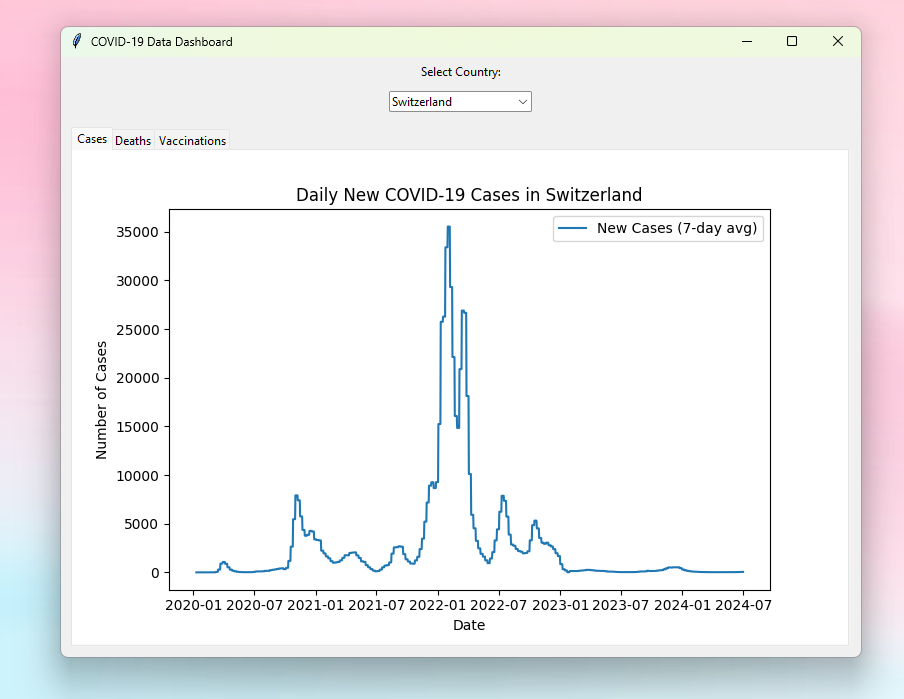 COVID-19 Data Dashboard
Select Country:
Switzerland
Cases Deaths Vaccinations
Daily New COVID-19 Cases in Switzerland
New Cases (7-day avg)
35000
30000
25000
20000
15000
10000
5000
0
Number of Cases
2020-01 2020-07 2021-01 2021-07 2022-01 2022-07 2023-01 2023-07 2024-01 2024-07
Date